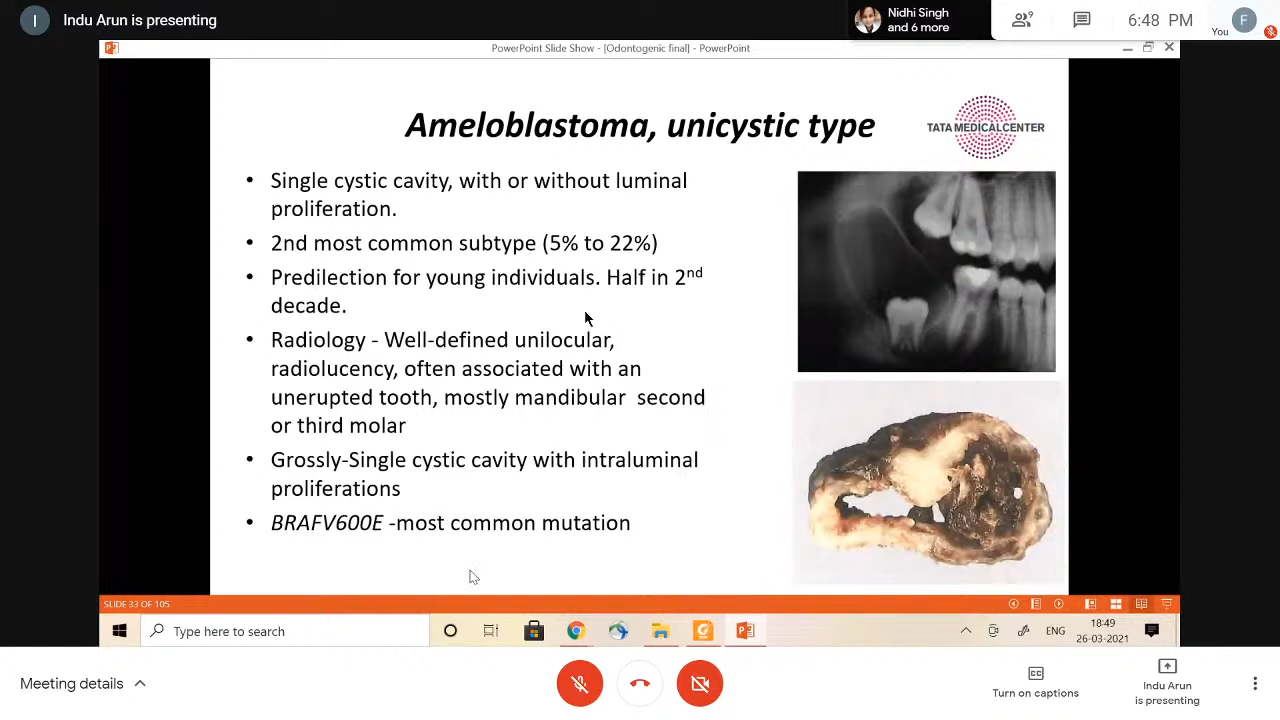 I
Indu Arun is presenting
Nidhi Singh
and 6 more
9
6:48 PM
You
F
PowerPoint Slide Show - [Odontogenic final] - PowerPoint
Ameloblastoma, unicystic type
TATA MEDICAL CENTER
• Single cystic cavity, with or without luminal
proliferation.
• 2nd most common subtype (5% to 22%)
• Predilection for young individuals. Half in 2nd
decade.
• Radiology - Well-defined unilocular,
radiolucency, often associated with an
unerupted tooth, mostly mandibular second
or third molar
• Grossly-Single cystic cavity with intraluminal
proliferations
• BRAFV600E -most common mutation
SLIDE 33 OF 105
Type here to search
ENG
18:49
26-03-2021
Meeting details
CC
Turn on captions
Indu Arun
is presenting